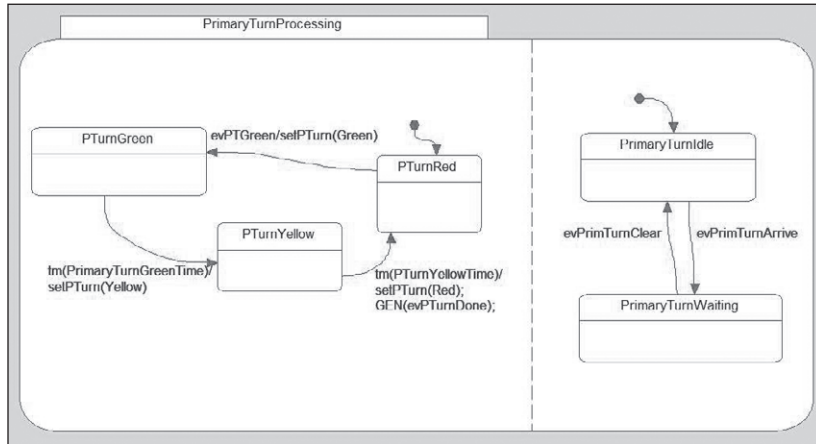 PrimaryTurnProcessing
PTurnGreen
evPTGreen/setPTurn(Green)
PTurnRed
PTurnYellow
tm(PrimaryTurnGreenTime)/
setPTurn(Yellow)
tm(PTurnYellowTime)/
setPTurn(Red);
GEN(evPTurnDone);
PrimaryTurnIdle
evPrimTurnClear
evPrimTurnArrive
PrimaryTurnWaiting